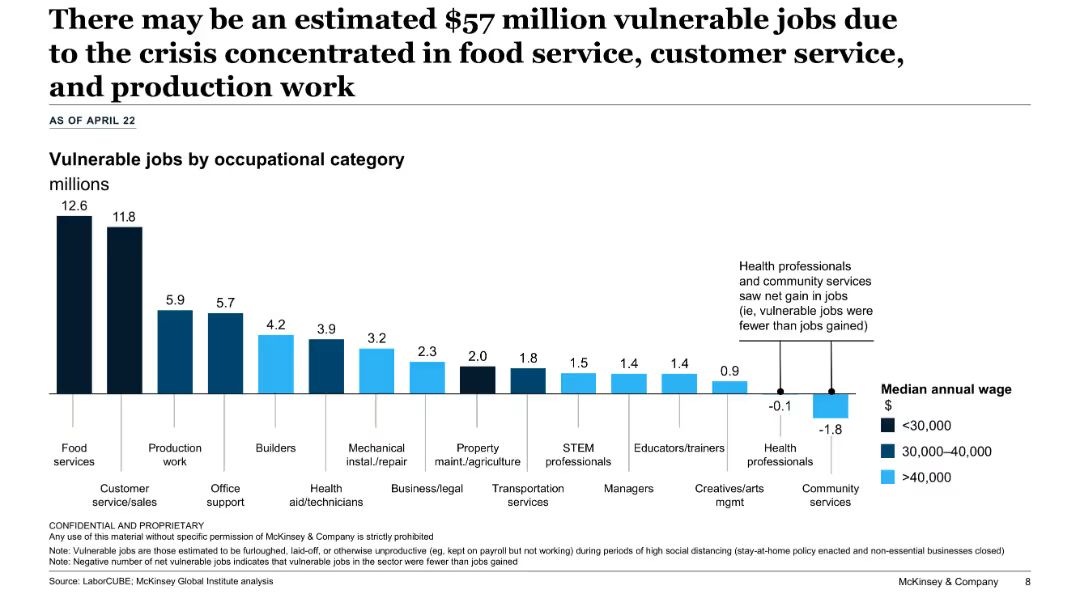 There may be an estimated $57 million vulnerable jobs due
to the crisis concentrated in food service, customer service,
and production work
AS OF APRIL 22
Vulnerable jobs by occupational category
millions
12.6
11.8
5.9
5.7
4.2
3.9
3.2
2.3
2.0
1.8
1.5
1.4
1.4
0.9
-0.1
-1.8
Health professionals
and community services
saw net gain in jobs
(ie, vulnerable jobs were
fewer than jobs gained)
Food
services
Customer
service/sales
Production
work
Office
support
Builders
Health
aid/technicians
Mechanical
instal./repair
Business/legal
Property
maint./agriculture
Transportation
services
STEM
professionals
Managers
Educators/trainers
Creatives/arts
mgmt
Health
professionals
Community
services
Median annual wage
$
<30,000
30,000–40,000
>40,000
CONFIDENTIAL AND PROPRIETARY
Any use of this material without specific permission of McKinsey & Company is strictly prohibited
Note: Vulnerable jobs are those estimated to be furloughed, laid-off, or otherwise unproductive (eg, kept on payroll but not working) during periods of high social distancing (stay-at-home policy enacted and non-essential businesses closed)
Note: Negative number of net vulnerable jobs indicates that vulnerable jobs in the sector were fewer than jobs gained
Source: LaborCUBE; McKinsey Global Institute analysis
McKinsey & Company 8